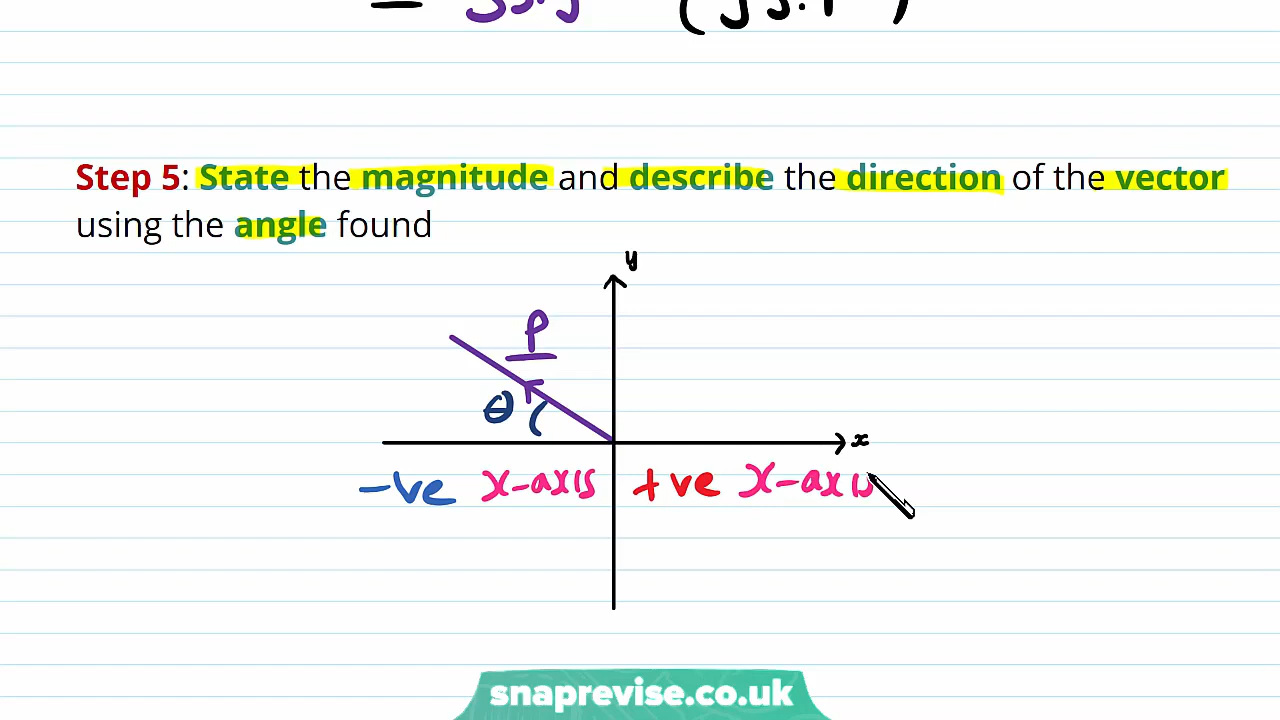 Step 5: State the magnitude and describe the direction of the vector
using the angle found
y
P
θ
x
-ve x-axis +ve x-axis
snaprevise.co.uk